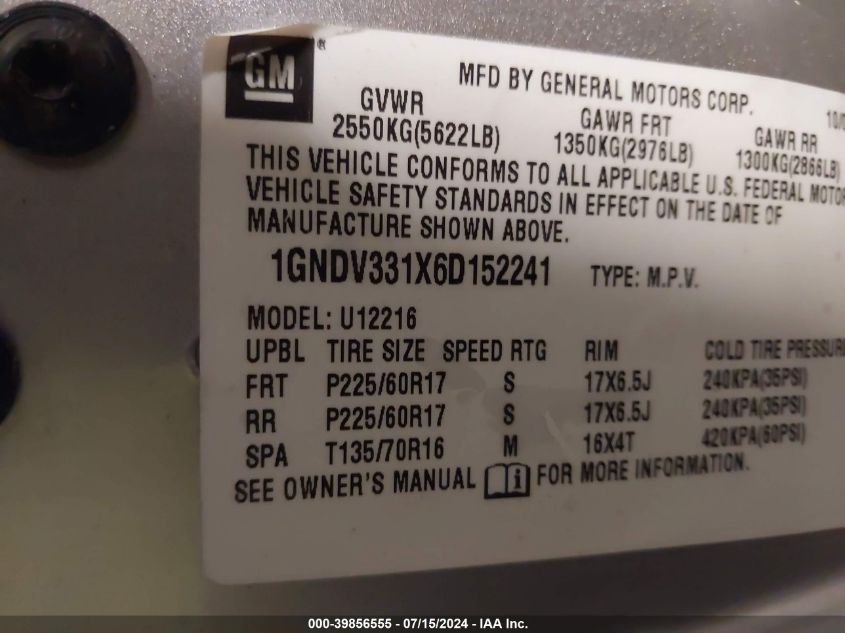 GM ®
MFD BY GENERAL MOTORS CORP.
GVWR GAWR FRT GAWR RR
2550KG(5622LB) 1350KG(2976LB) 1300KG(2866LB)
THIS VEHICLE CONFORMS TO ALL APPLICABLE U.S. FEDERAL MOTOR
VEHICLE SAFETY STANDARDS IN EFFECT ON THE DATE OF
MANUFACTURE SHOWN ABOVE.
1GNDV331X6D152241 TYPE: M.P.V.
MODEL: U12216
UPBL TIRE SIZE SPEED RTG RIM COLD TIRE PRESSURE
FRT P225/60R17 S 17X6.5J 240KPA(35PSI)
RR P225/60R17 S 17X6.5J 240KPA(35PSI)
SPA T135/70R16 M 16X4T 420KPA(60PSI)
SEE OWNER'S MANUAL i FOR MORE INFORMATION.
000-39856555 - 07/15/2024 - IAA Inc.